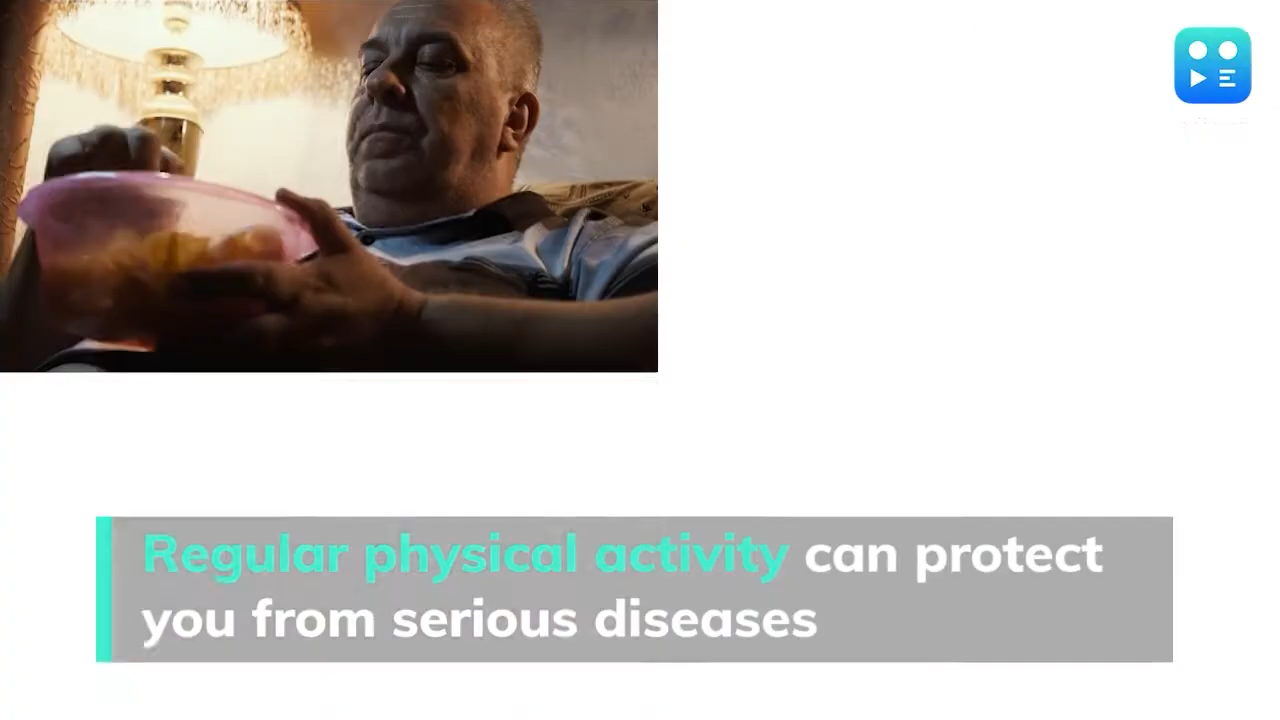 Regular physical activity can protect
you from serious diseases